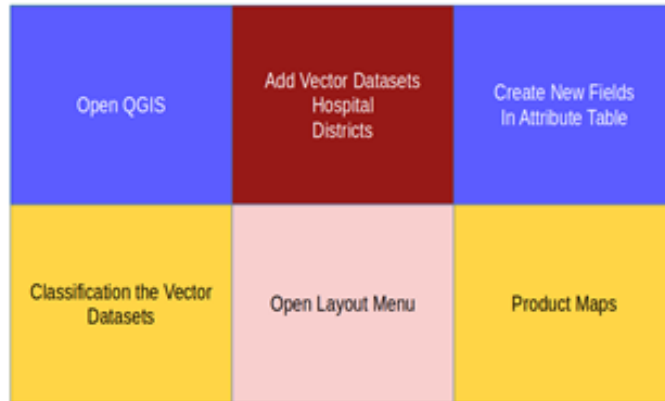 Open QGIS
Add Vector Datasets
Hospital
Districts
Create New Fields
In Attribute Table
Classification the Vector
Datasets
Open Layout Menu
Product Maps